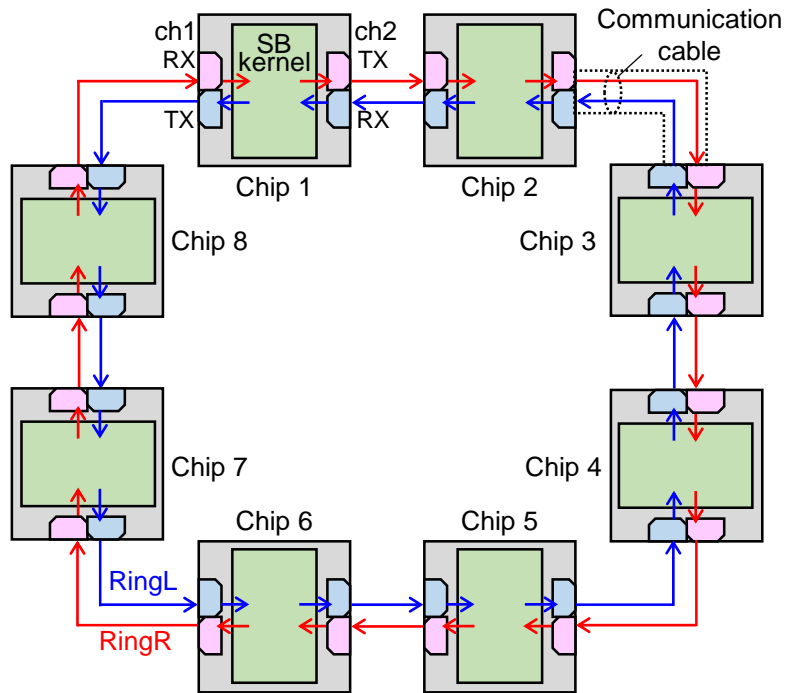 Communication
cable
ch1
RX
SB
kernel
ch2
TX
TX
RX
Chip 1
Chip 2
Chip 8
Chip 3
Chip 7
Chip 4
Chip 6
Chip 5
RingL
RingR